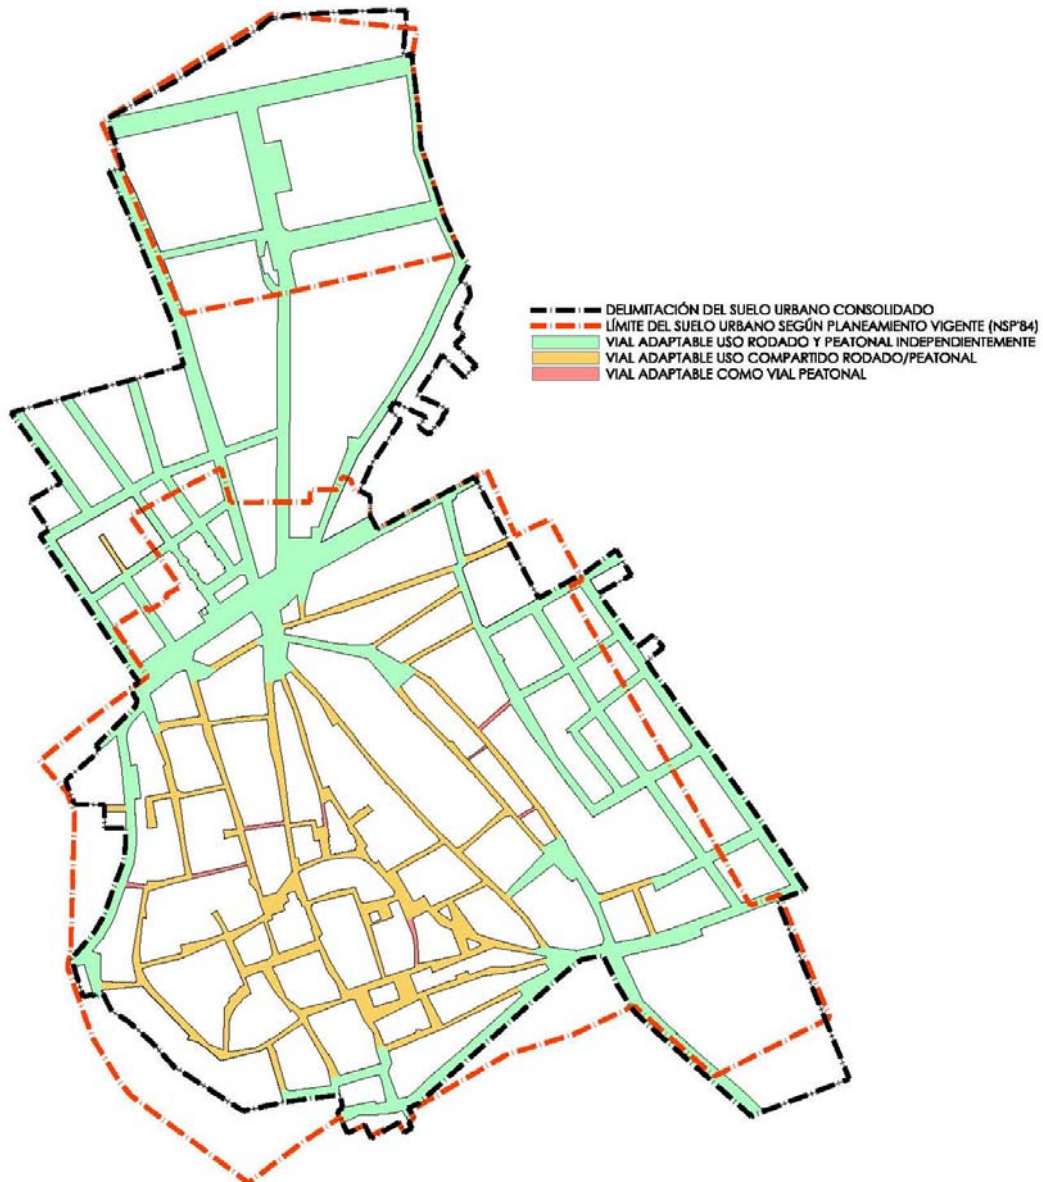 DELIMITACIÓN DEL SUELO URBANO CONSOLIDADO
LÍMITE DEL SUELO URBANO SEGÚN PLANEAMIENTO VIGENTE (NSP'84)
VIAL ADAPTABLE USO RODADO Y PEATONAL INDEPENDIENTEMENTE
VIAL ADAPTABLE USO COMPARTIDO RODADO/PEATONAL
VIAL ADAPTABLE COMO VIAL PEATONAL